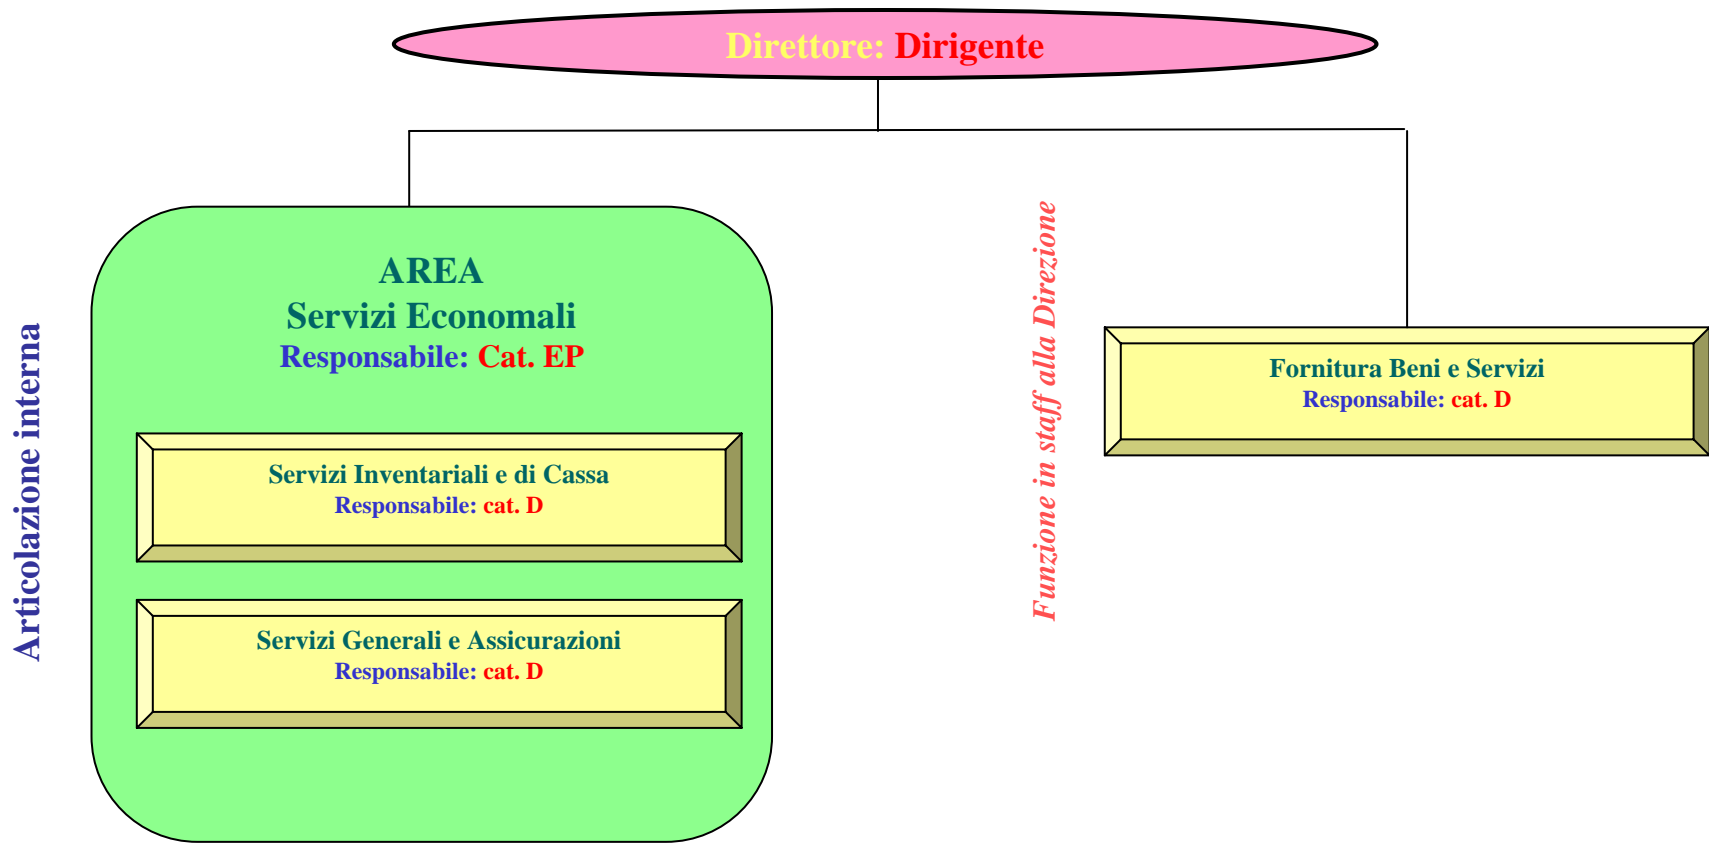 Direttore: Dirigente
Articolazione interna
AREA
Servizi Economali
Responsabile: Cat. EP
Servizi Inventariali e di Cassa
Responsabile: cat. D
Servizi Generali e Assicurazioni
Responsabile: cat. D
Funzione in staff alla Direzione
Fornitura Beni e Servizi
Responsabile: cat. D